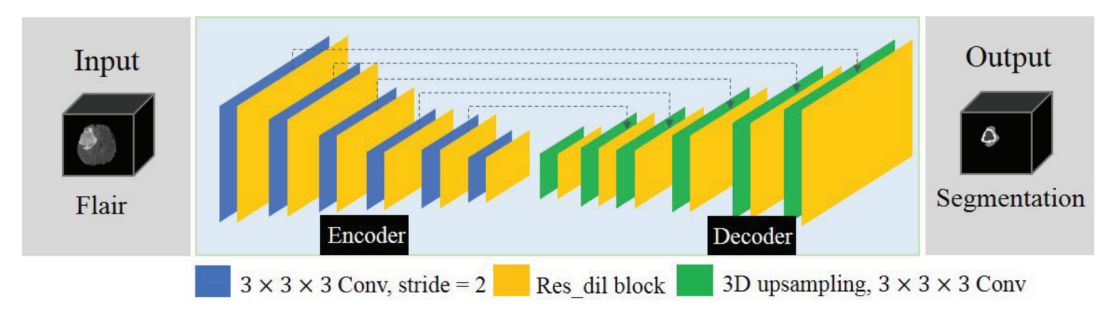 Input
Flair
Encoder
Decoder
Output
Segmentation
3 × 3 × 3 Conv, stride = 2
Res_dil block
3D upsampling, 3 × 3 × 3 Conv